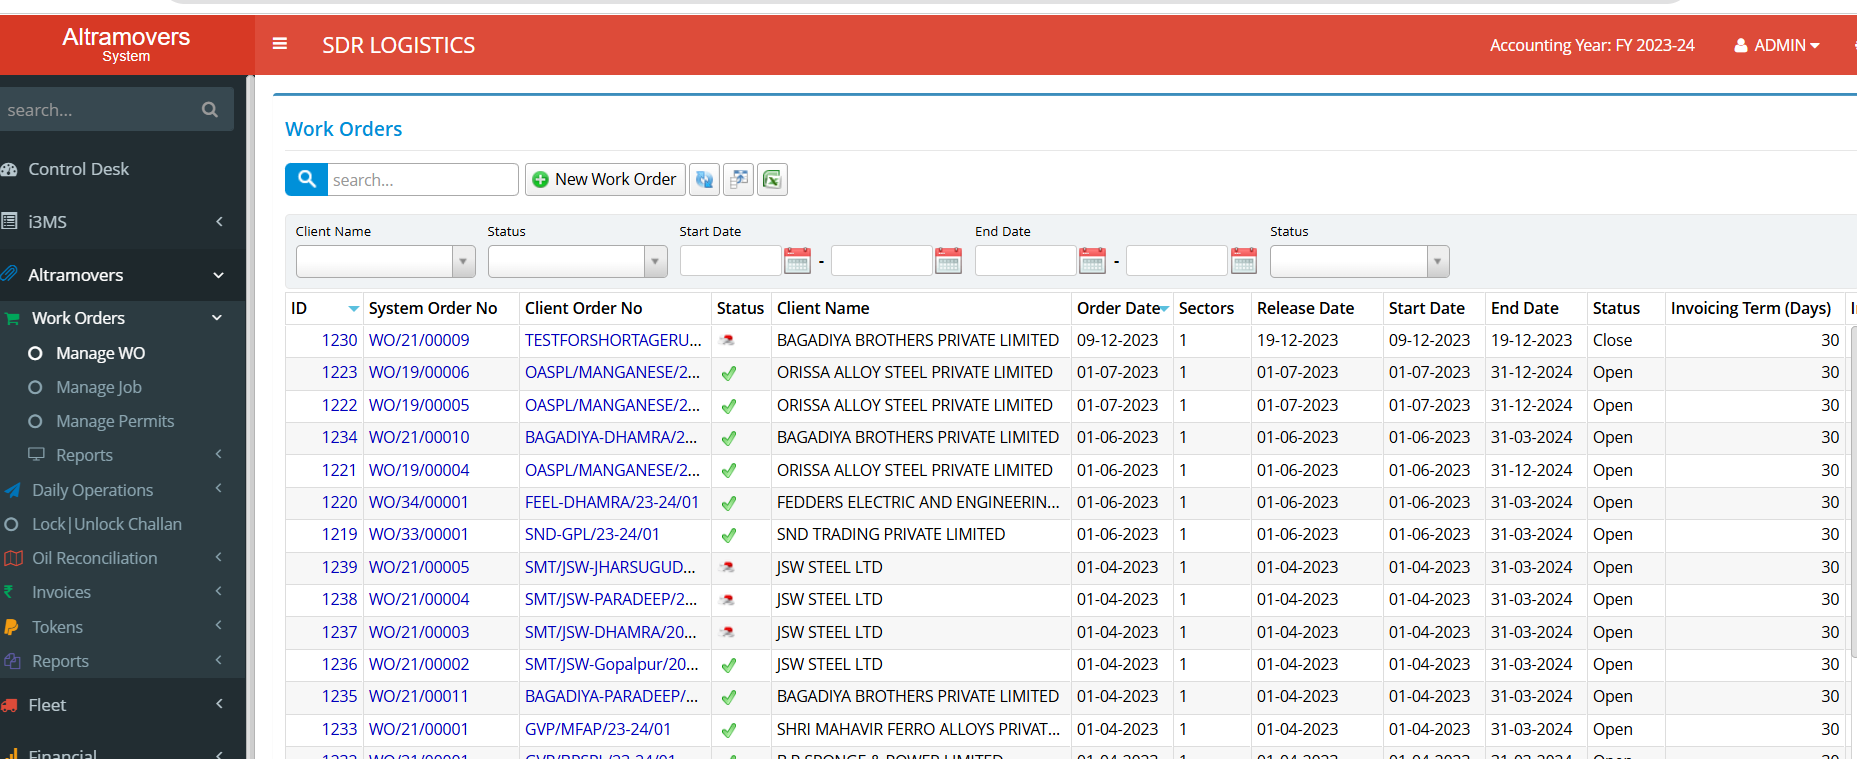 Altramovers
System
SDR LOGISTICS
Accounting Year: FY 2023-24
ADMIN
search...
Control Desk
i3MS
Altramovers
Work Orders
Manage WO
Manage Job
Manage Permits
Reports
Daily Operations
Lock|Unlock Challan
Oil Reconciliation
Invoices
Tokens
Reports
Fleet
Financial
Work Orders
search...
New Work Order
Client Name Status Start Date End Date Status
- -
ID System Order No Client Order No Status Client Name Order Date Sectors Release Date Start Date End Date Status Invoicing Term (Days)
1230 WO/21/00009 TESTFORSHORTAGERU... BAGADIYA BROTHERS PRIVATE LIMITED 09-12-2023 1 19-12-2023 09-12-2023 19-12-2023 Close 30
1223 WO/19/00006 OASPL/MANGANESE/2... ORISSA ALLOY STEEL PRIVATE LIMITED 01-07-2023 1 01-07-2023 01-07-2023 31-12-2024 Open 30
1222 WO/19/00005 OASPL/MANGANESE/2... ORISSA ALLOY STEEL PRIVATE LIMITED 01-07-2023 1 01-07-2023 01-07-2023 31-12-2024 Open 30
1234 WO/21/00010 BAGADIYA-DHAMRA/2... BAGADIYA BROTHERS PRIVATE LIMITED 01-06-2023 1 01-06-2023 01-06-2023 31-03-2024 Open 30
1221 WO/19/00004 OASPL/MANGANESE/2... ORISSA ALLOY STEEL PRIVATE LIMITED 01-06-2023 1 01-06-2023 01-06-2023 31-12-2024 Open 30
1220 WO/34/00001 FEEL-DHAMRA/23-24/01 FEDDERS ELECTRIC AND ENGINEERIN... 01-06-2023 1 01-06-2023 01-06-2023 31-03-2024 Open 30
1219 WO/33/00001 SND-GPL/23-24/01 SND TRADING PRIVATE LIMITED 01-06-2023 1 01-06-2023 01-06-2023 31-03-2024 Open 30
1239 WO/21/00005 SMT/JSW-JHARSUGUD... JSW STEEL LTD 01-04-2023 1 01-04-2023 01-04-2023 31-03-2024 Open 30
1238 WO/21/00004 SMT/JSW-PARADEEP/2... JSW STEEL LTD 01-04-2023 1 01-04-2023 01-04-2023 31-03-2024 Open 30
1237 WO/21/00003 SMT/JSW-DHAMRA/20... JSW STEEL LTD 01-04-2023 1 01-04-2023 01-04-2023 31-03-2024 Open 30
1236 WO/21/00002 SMT/JSW-Gopalpur/20... JSW STEEL LTD 01-04-2023 1 01-04-2023 01-04-2023 31-03-2024 Open 30
1235 WO/21/00011 BAGADIYA-PARADEEP/... BAGADIYA BROTHERS PRIVATE LIMITED 01-04-2023 1 01-04-2023 01-04-2023 31-03-2024 Open 30
1233 WO/21/00001 GVP/MFAP/23-24/01 SHRI MAHAVIR FERRO ALLOYS PRIVAT... 01-04-2023 1 01-04-2023 01-04-2023 31-03-2024 Open 30